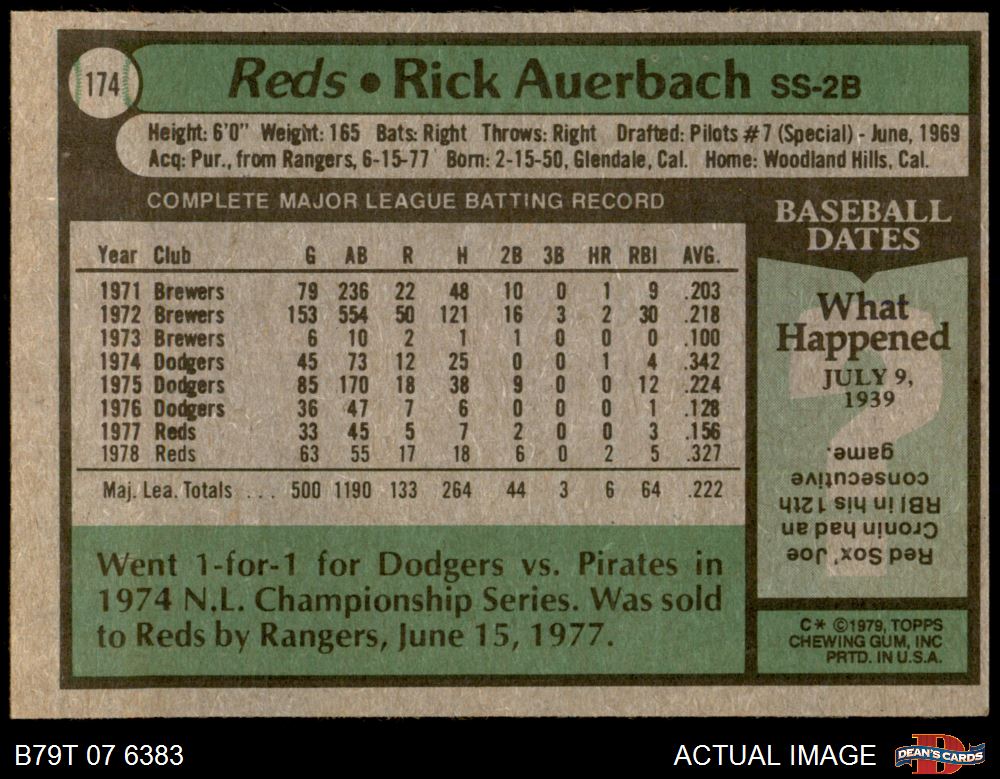 174
Reds • Rick Auerbach SS-2B
Height: 6'0" Weight: 165 Bats: Right Throws: Right Drafted: Pilots #7 (Special) - June, 1969
Acq: Pur., from Rangers, 6-15-77 Born: 2-15-50, Glendale, Cal. Home: Woodland Hills, Cal.
COMPLETE MAJOR LEAGUE BATTING RECORD
Year Club G AB R H 2B 3B HR RBI AVG.
1971 Brewers 79 236 22 48 10 0 1 9 .203
1972 Brewers 153 554 50 121 16 3 2 30 .218
1973 Brewers 6 10 2 1 1 0 0 0 .100
1974 Dodgers 45 73 12 25 0 0 1 4 .342
1975 Dodgers 85 170 18 38 9 0 0 12 .224
1976 Dodgers 36 47 7 6 0 0 0 1 .128
1977 Reds 33 45 5 7 2 0 0 3 .156
1978 Reds 63 55 17 18 6 0 2 5 .327
Maj. Lea. Totals ... 500 1190 133 264 44 3 6 64 .222
Went 1-for-1 for Dodgers vs. Pirates in
1974 N.L. Championship Series. Was sold
to Reds by Rangers, June 15, 1977.
BASEBALL
DATES
What
Happened
JULY 9,
1939
Red Sox' Joe
Cronin had an
RBI in his 12th
consecutive
game.
C* ©1979, TOPPS
CHEWING GUM, INC
PRTD. IN U.S.A.
B79T 07 6383
ACTUAL IMAGE
D
DEAN'S CARDS